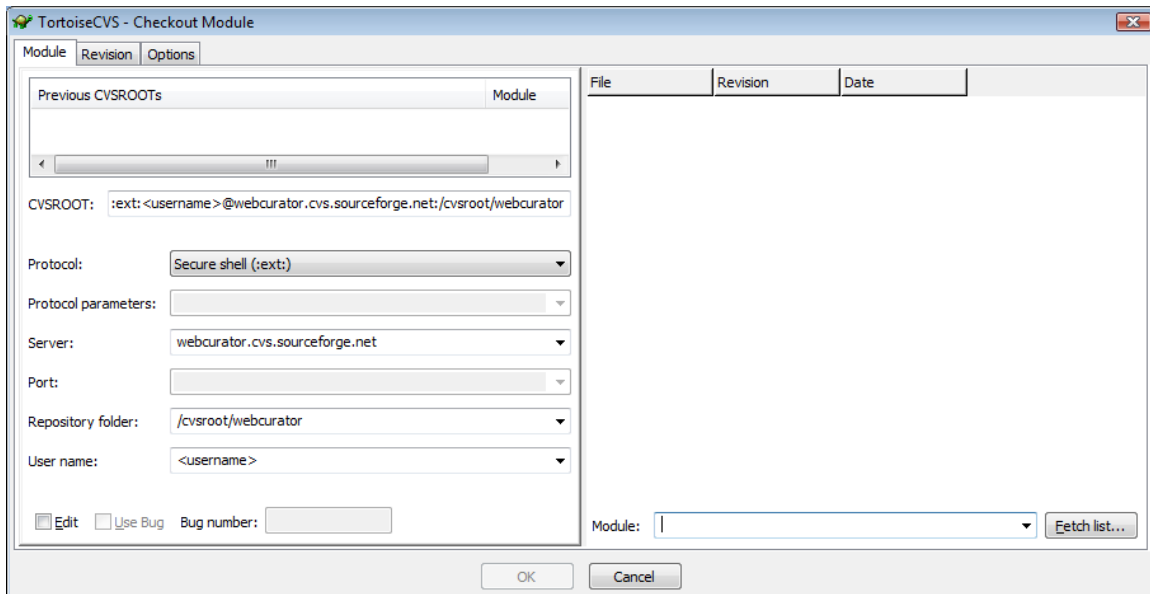 TortoiseCVS - Checkout Module
Module Revision Options
Previous CVSROOTs Module
CVSROOT: :ext:<username>@webcurator.cvs.sourceforge.net:/cvsroot/webcurator
Protocol: Secure shell (:ext:)
Protocol parameters:
Server: webcurator.cvs.sourceforge.net
Port:
Repository folder: /cvsroot/webcurator
User name: <username>
Edit Use Bug Bug number:
File Revision Date
Module: Fetch list...
OK Cancel